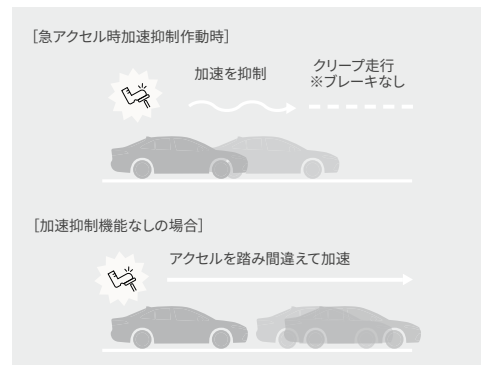 ［急アクセル時加速抑制作動時］
加速を抑制
クリープ走行
※ブレーキなし
［加速抑制機能なしの場合］
アクセルを踏み間違えて加速